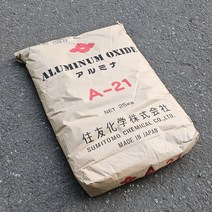 ALUMINUM OXIDE
アルミナ
A-21
NET 25KG
住友化学株式会社
SUMITOMO CHEMICAL CO., LTD.
MADE IN JAPAN